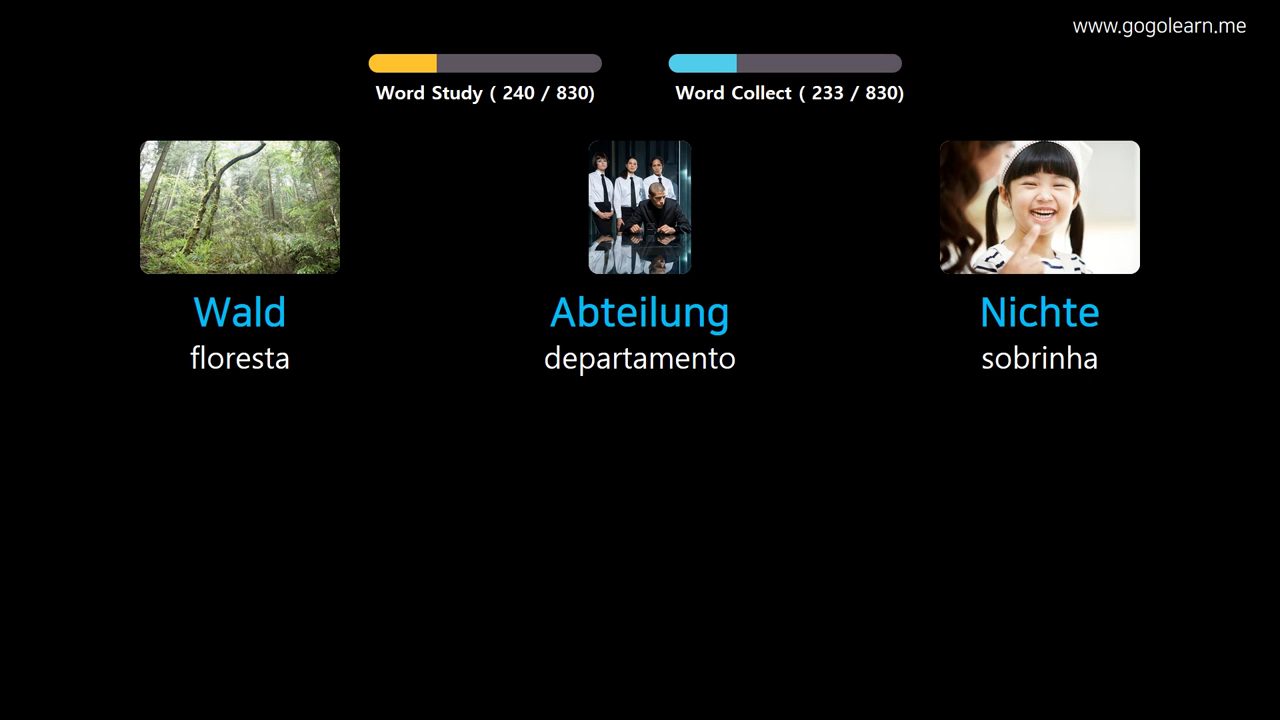 www.gogolearn.me
Word Study ( 240 / 830)
Word Collect ( 233 / 830)
Wald
floresta
Abteilung
departamento
Nichte
sobrinha